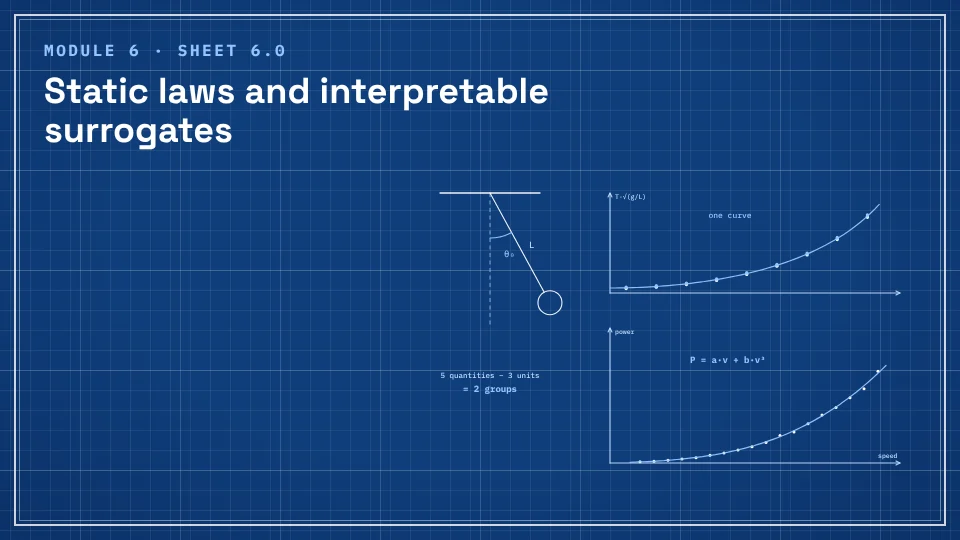 MODULE 6 · SHEET 6.0
Static laws and interpretable
surrogates
L
θ₀
5 quantities − 3 units
= 2 groups
T·√(g/L)
one curve
power
P = a·v + b·v³
speed